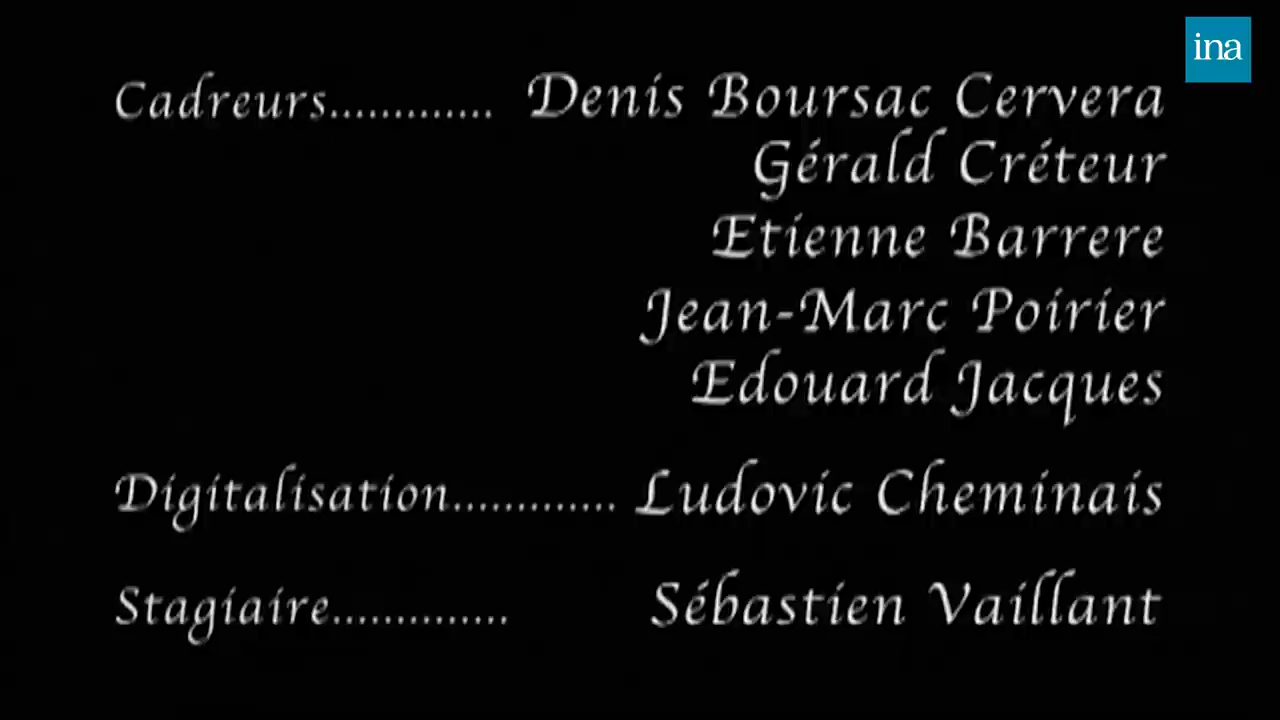 ina
Cadreurs............. Denis Boursac Cervera
Gérald Créteur
Etienne Barrere
Jean-Marc Poirier
Edouard Jacques
Digitalisation............. Ludovic Cheminais
Stagiaire.............. Sébastien Vaillant